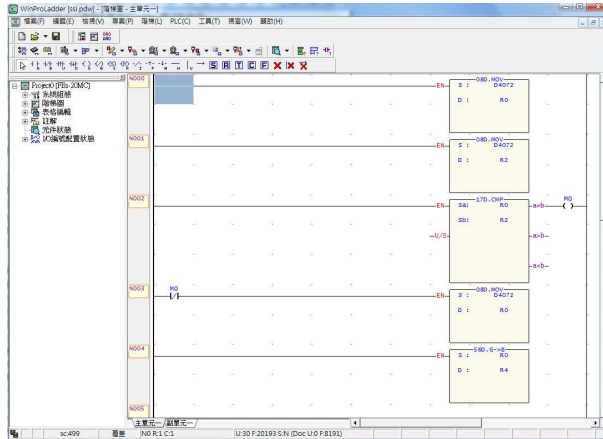 WinProLadder [ssi.pdw] - [階梯圖 - 主單元一]
檔案(F) 編輯(E) 檢視(V) 專案(P) 階梯(L) PLC(C) 工具(T) 視窗(W) 輔助(H)
S R T C F
Project0 [FBs-20MC]
系統組態
階梯圖
表格編輯
註解
元件狀態
I/O編號配置狀態
N000
EN
08D.MOV
S : D4072
D : R0
N001
EN
08D.MOV
S : D4072
D : R2
N002
EN
17D.CMP
Sa: R0
a=b
M0
U/S
Sb: R2
a>b
a<b
N003
M0
EN
08D.MOV
S : D4072
D : R0
N004
EN
S : R0
D : R4
N005
主單元一 副單元一
sc:499 覆蓋 N0 R:1 C:1 U:30 F:20193 S:N (Doc U:0 F:8191)